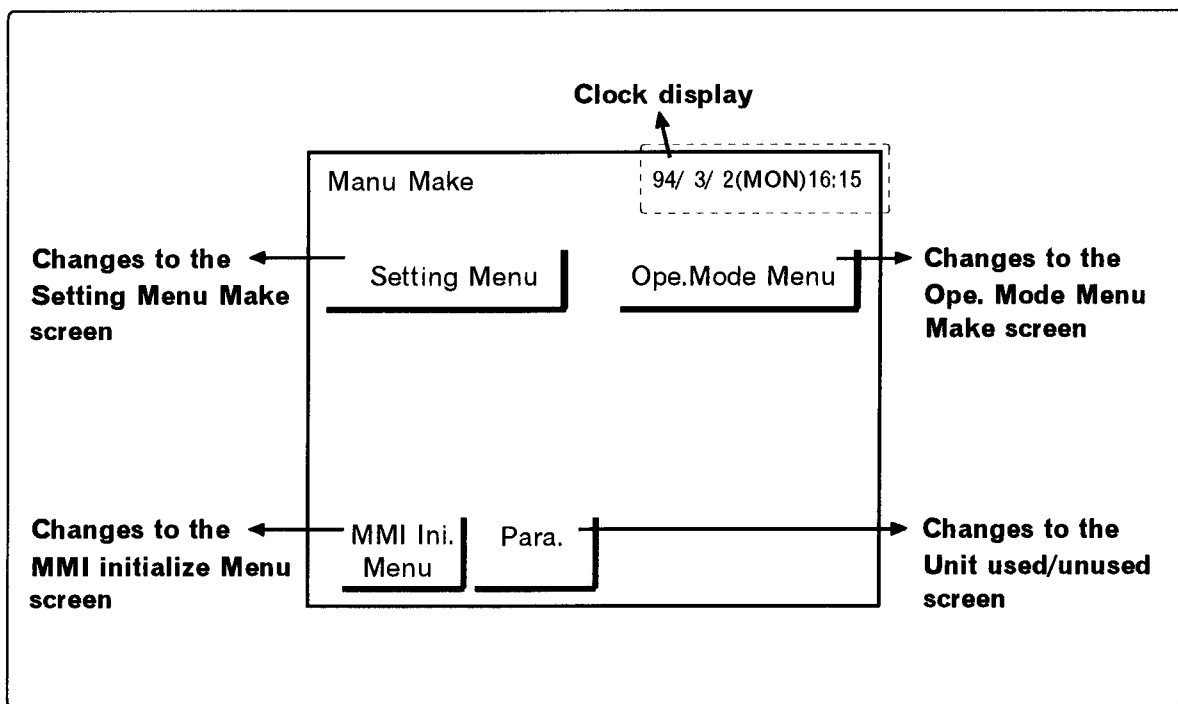 Clock display
Manu Make
94/ 3/ 2(MON)16:15
Changes to the
Setting Menu Make
screen
Setting Menu
Ope.Mode Menu
Changes to the
Ope. Mode Menu
Make screen
Changes to the
MMI initialize Menu
screen
MMI Ini.
Menu
Para.
Changes to the
Unit used/unused
screen